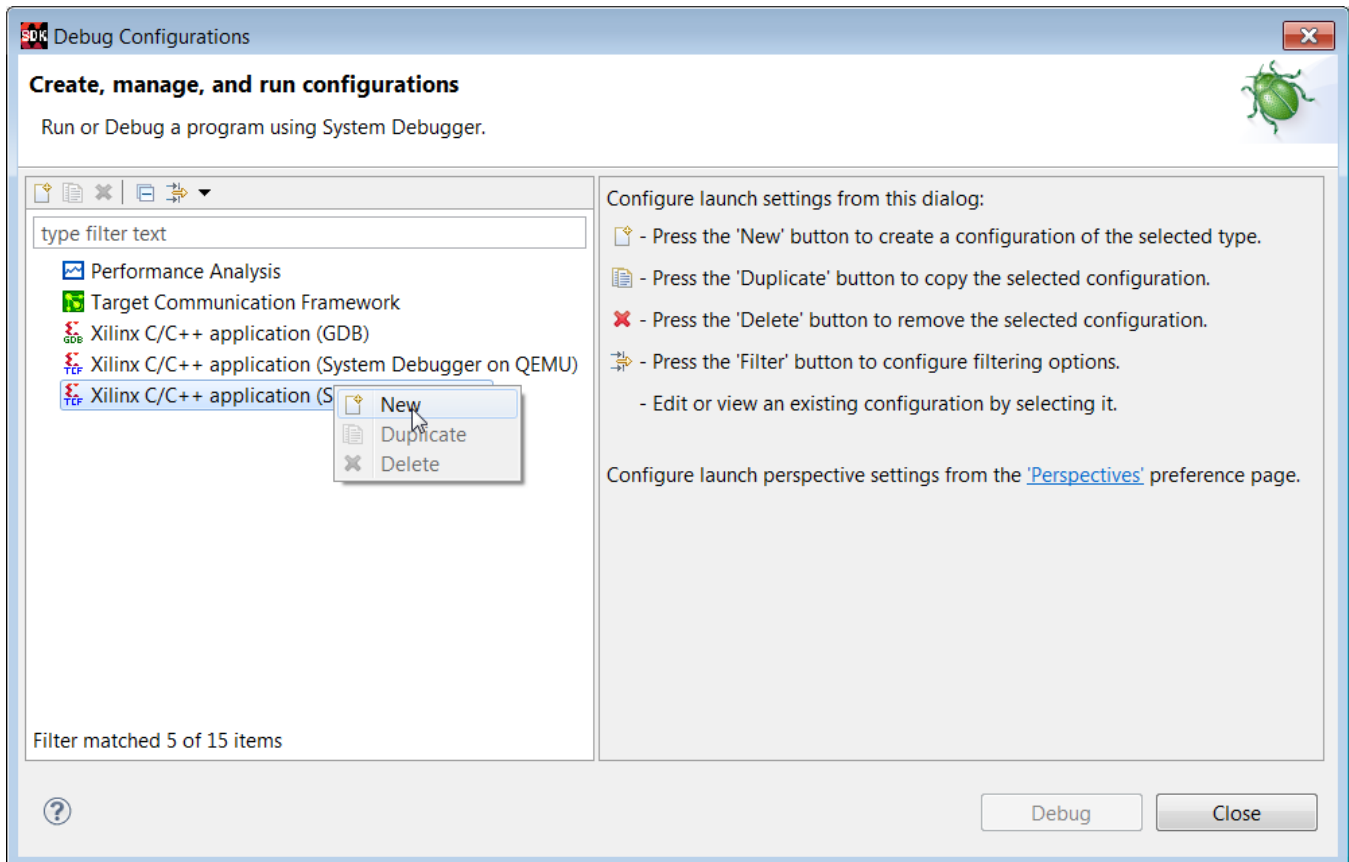 SDK Debug Configurations
Create, manage, and run configurations
Run or Debug a program using System Debugger.
type filter text
Performance Analysis
Target Communication Framework
GDB Xilinx C/C++ application (GDB)
TCF Xilinx C/C++ application (System Debugger on QEMU)
TCF Xilinx C/C++ application (S
New
Duplicate
Delete
Filter matched 5 of 15 items
Configure launch settings from this dialog:
- Press the 'New' button to create a configuration of the selected type.
- Press the 'Duplicate' button to copy the selected configuration.
- Press the 'Delete' button to remove the selected configuration.
- Press the 'Filter' button to configure filtering options.
- Edit or view an existing configuration by selecting it.
Configure launch perspective settings from the 'Perspectives' preference page.
? Debug Close